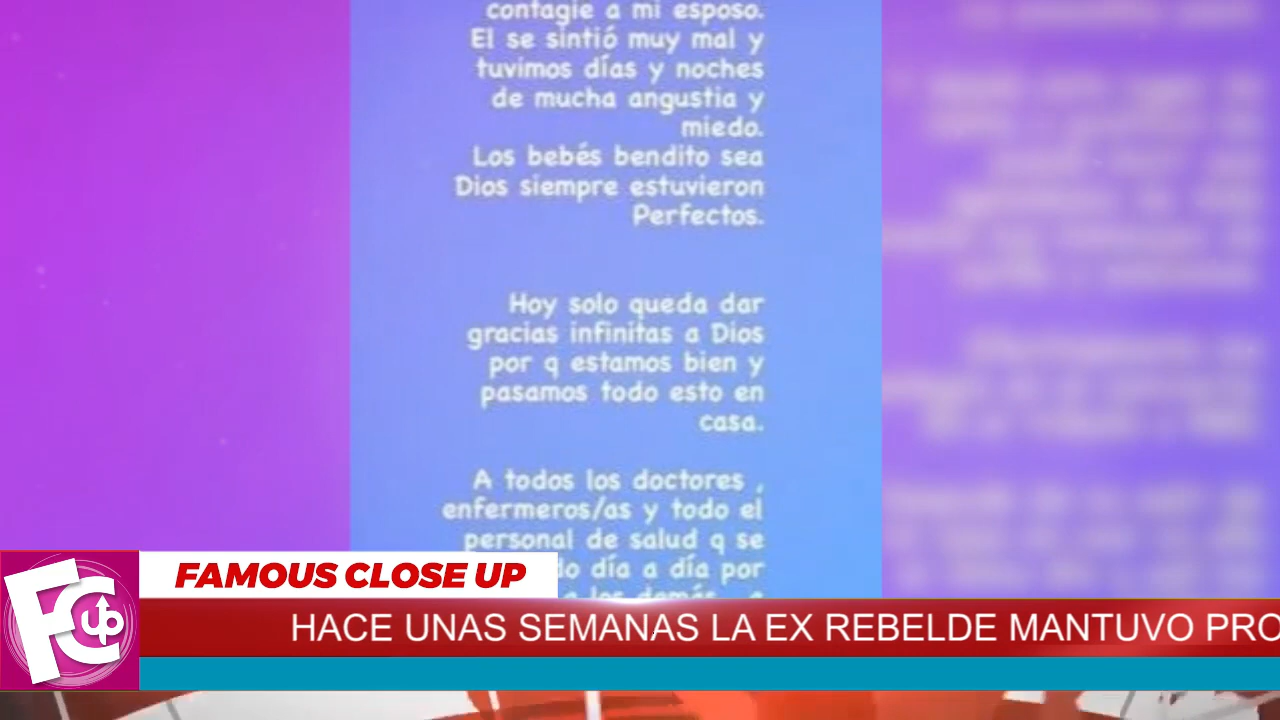 contagie a mi esposo.
El se sintió muy mal y
tuvimos días y noches
de mucha angustia y
miedo.
Los bebés bendito sea
Dios siempre estuvieron
Perfectos.
Hoy solo queda dar
gracias infinitas a Dios
por q estamos bien y
pasamos todo esto en
casa.
A todos los doctores ,
enfermeros/as y todo el
personal de salud q se
día a día por
FC up
FAMOUS CLOSE UP
HACE UNAS SEMANAS LA EX REBELDE MANTUVO PRO